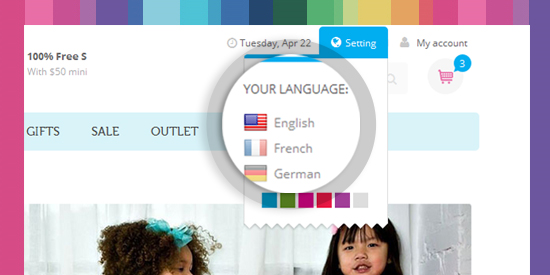 Tuesday, Apr 22
Setting
My account
100% Free S
With $50 mini
3
YOUR LANGUAGE:
GIFTS
SALE
OUTLET
English
French
German